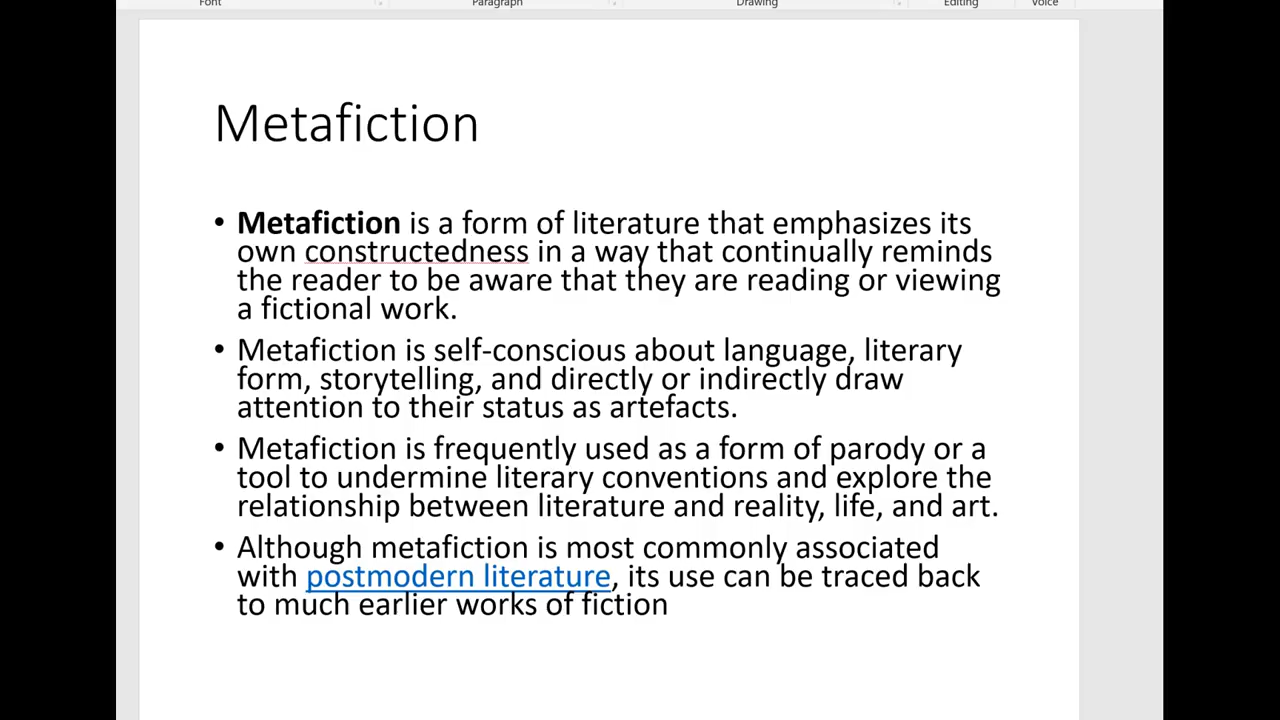 Font Paragraph Drawing Editing Voice
Metafiction
• Metafiction is a form of literature that emphasizes its
own constructedness in a way that continually reminds
the reader to be aware that they are reading or viewing
a fictional work.
• Metafiction is self-conscious about language, literary
form, storytelling, and directly or indirectly draw
attention to their status as artefacts.
• Metafiction is frequently used as a form of parody or a
tool to undermine literary conventions and explore the
relationship between literature and reality, life, and art.
• Although metafiction is most commonly associated
with postmodern literature, its use can be traced back
to much earlier works of fiction